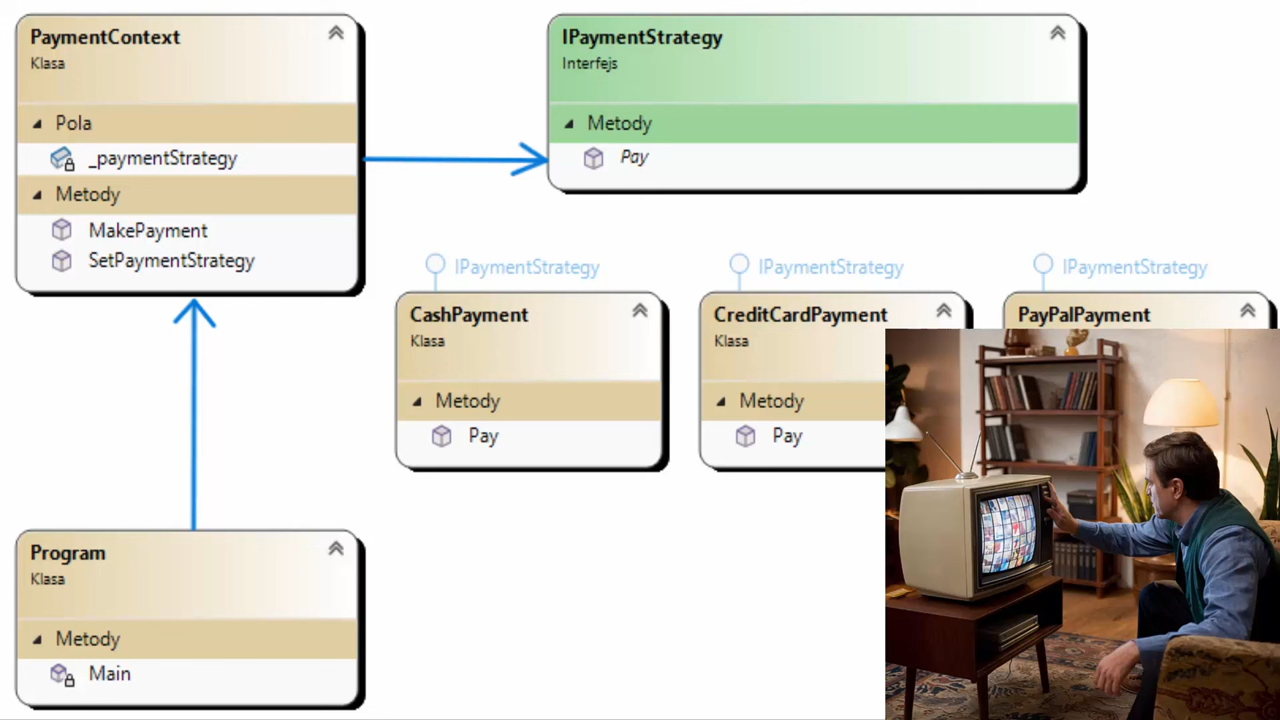 PaymentContext
Klasa
Pola
_paymentStrategy
Metody
MakePayment
SetPaymentStrategy
IPaymentStrategy
Interfejs
Metody
Pay
IPaymentStrategy
CashPayment
Klasa
Metody
Pay
IPaymentStrategy
CreditCardPayment
Klasa
Metody
Pay
IPaymentStrategy
PayPalPayment
Program
Klasa
Metody
Main